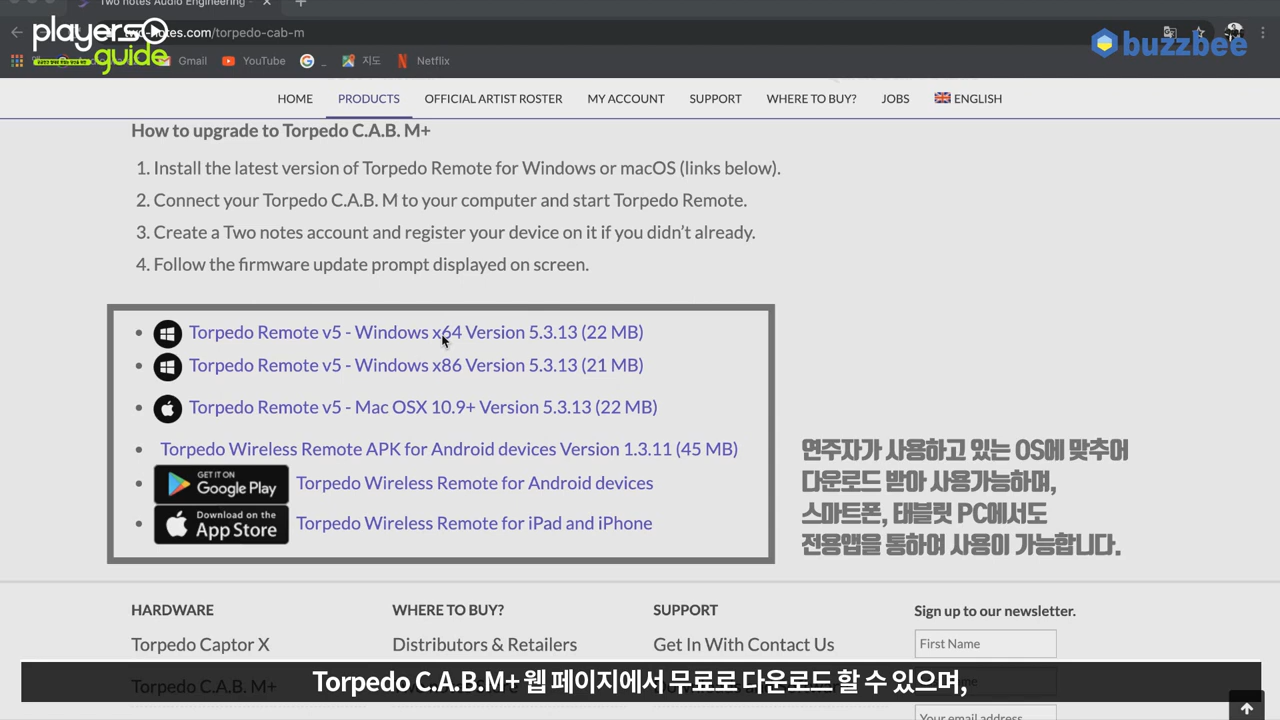 Two notes Audio Engineering -
players
guide
two-notes.com/torpedo-cab-m
buzzbee
Gmail
YouTube
지도
Netflix
HOME
PRODUCTS
OFFICIAL ARTIST ROSTER
MY ACCOUNT
SUPPORT
WHERE TO BUY?
JOBS
ENGLISH
How to upgrade to Torpedo C.A.B. M+
1. Install the latest version of Torpedo Remote for Windows or macOS (links below).
2. Connect your Torpedo C.A.B. M to your computer and start Torpedo Remote.
3. Create a Two notes account and register your device on it if you didn't already.
4. Follow the firmware update prompt displayed on screen.
Torpedo Remote v5 - Windows x64 Version 5.3.13 (22 MB)
Torpedo Remote v5 - Windows x86 Version 5.3.13 (21 MB)
Torpedo Remote v5 - Mac OSX 10.9+ Version 5.3.13 (22 MB)
Torpedo Wireless Remote APK for Android devices Version 1.3.11 (45 MB)
GET IT ON
Google Play
Torpedo Wireless Remote for Android devices
Download on the
App Store
Torpedo Wireless Remote for iPad and iPhone
연주자가 사용하고 있는 OS에 맞추어
다운로드 받아 사용가능하며,
스마트폰, 태블릿 PC에서도
전용앱을 통하여 사용이 가능합니다.
HARDWARE
WHERE TO BUY?
SUPPORT
Sign up to our newsletter.
Torpedo Captor X
Distributors & Retailers
Get In With Contact Us
First Name
Torpedo C.A.B. M+
Torpedo C.A.B.M+ 웹 페이지에서 무료로 다운로드 할 수 있으며,
Your email address